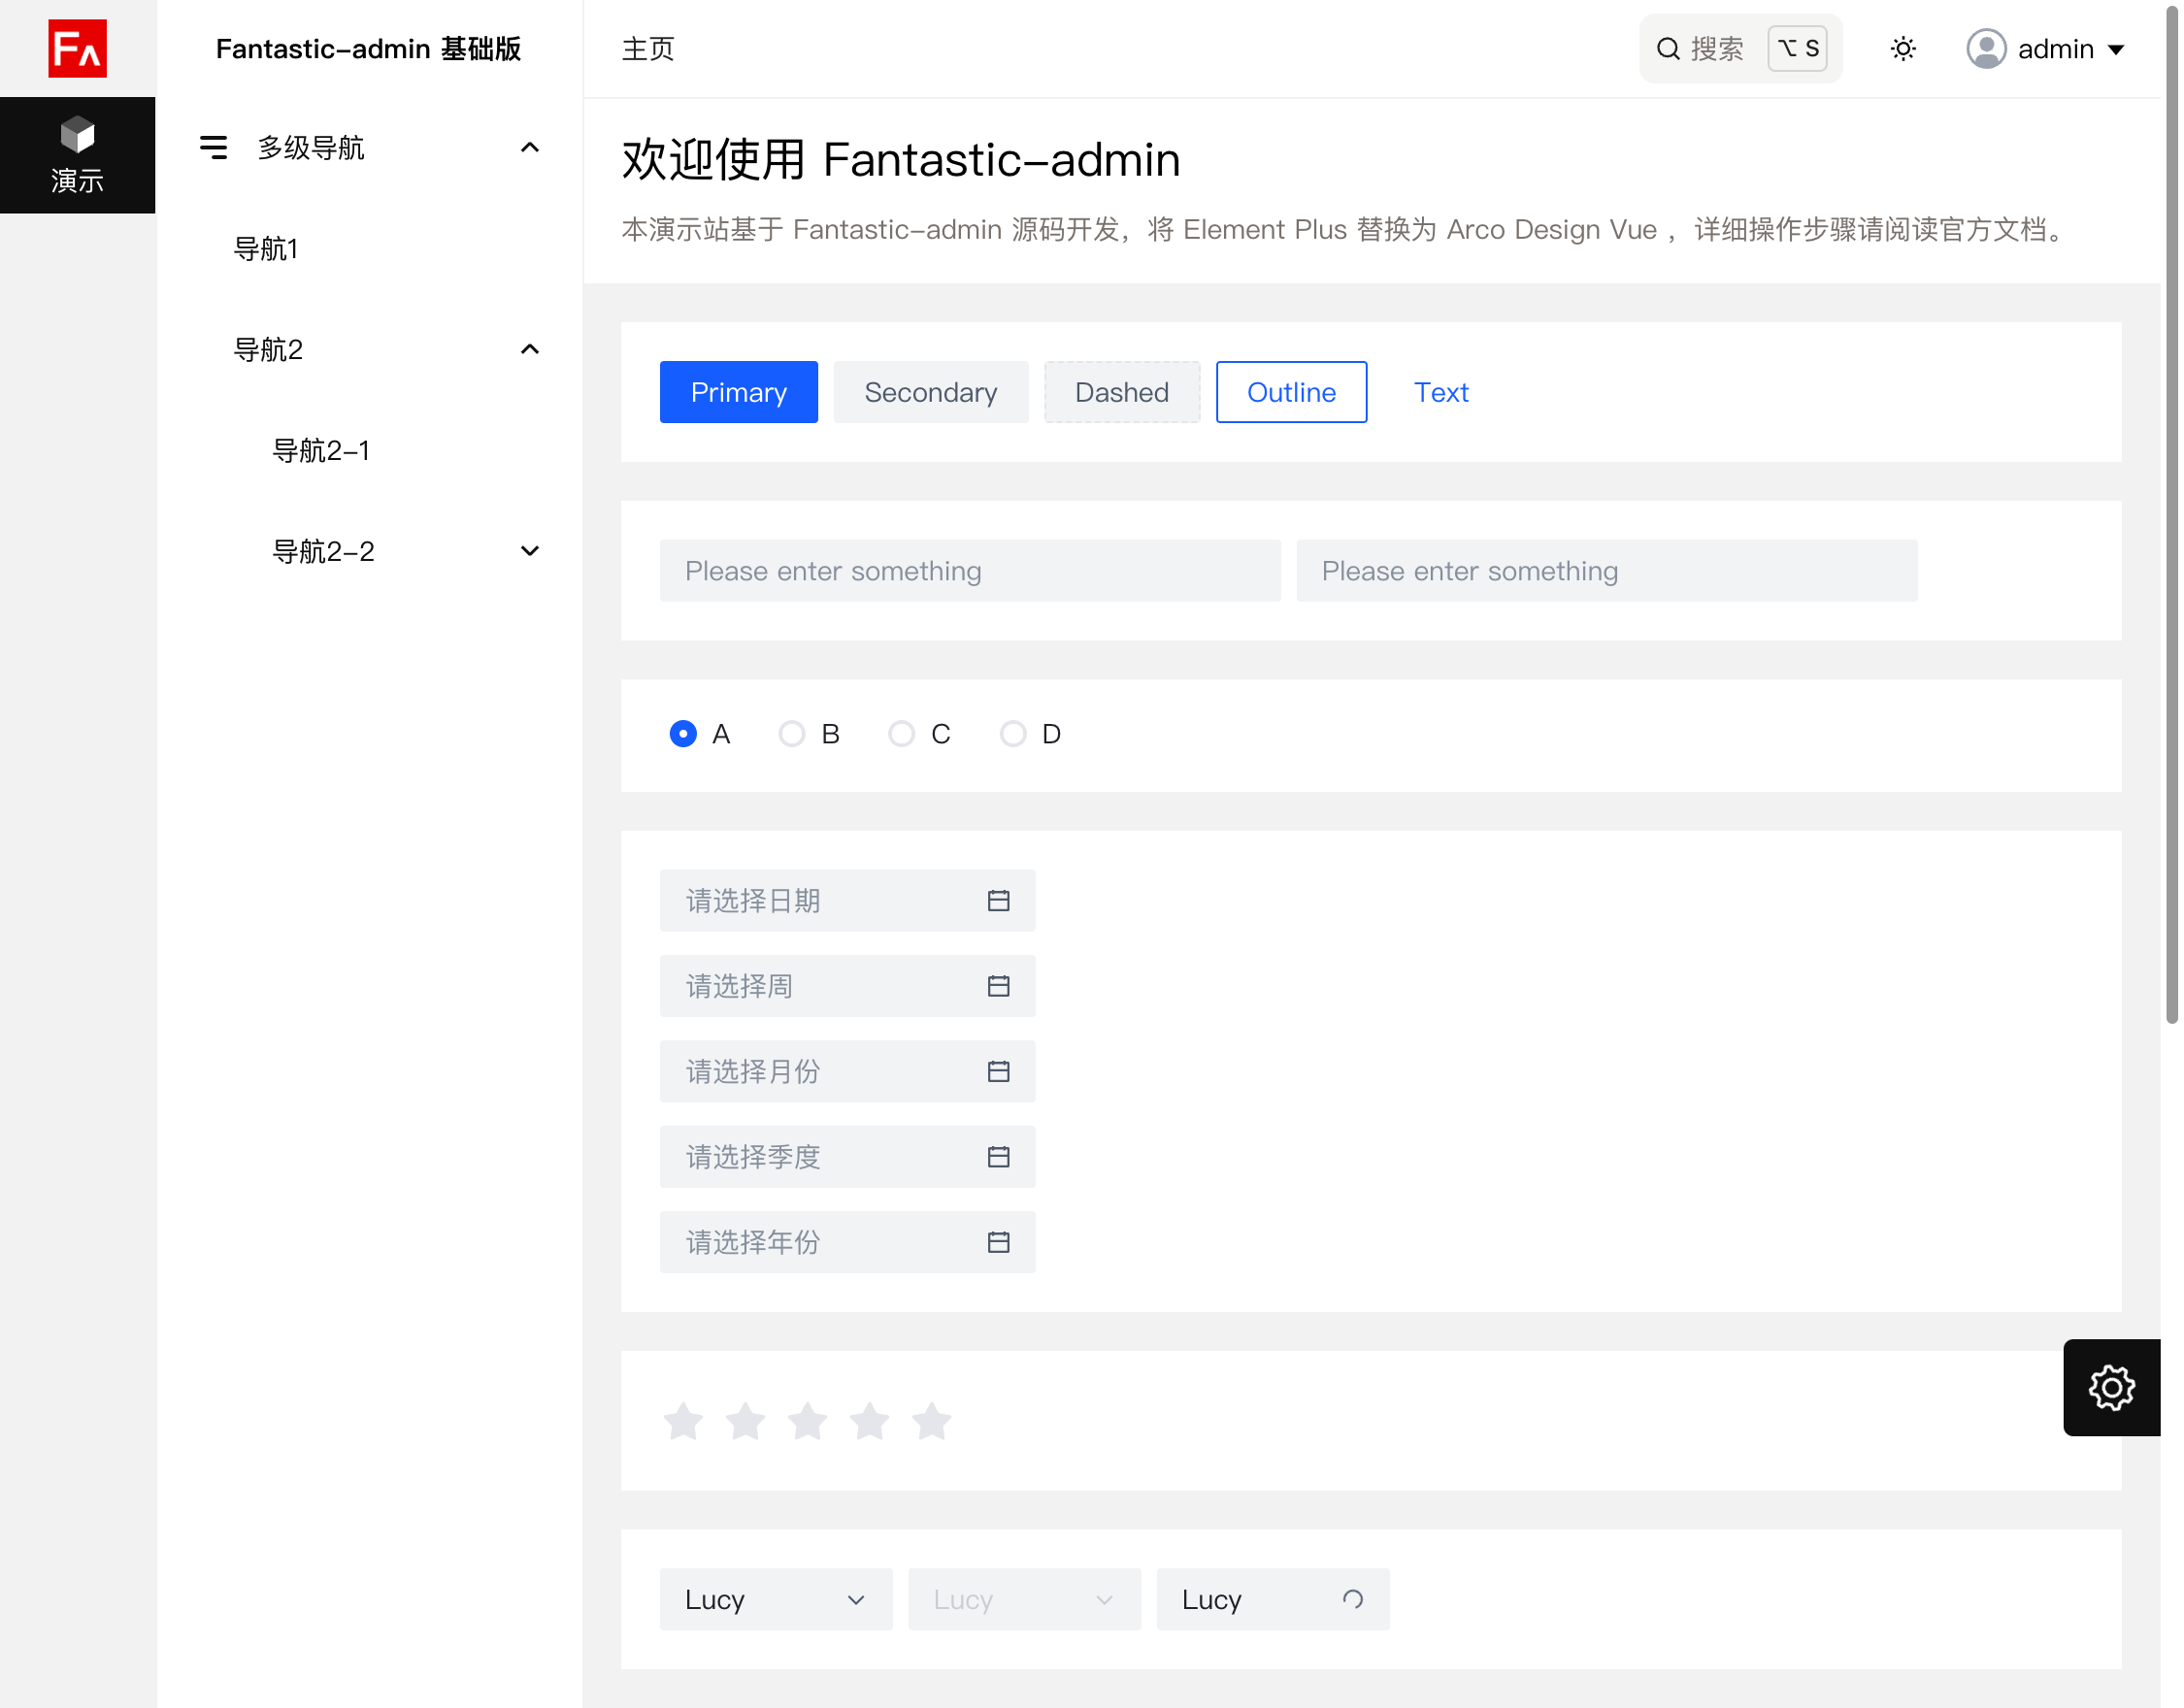 FA
演示
Fantastic-admin 基础版
多级导航
导航1
导航2
导航2-1
导航2-2
主页
搜索 ⌥ S
admin
欢迎使用 Fantastic-admin
本演示站基于 Fantastic-admin 源码开发，将 Element Plus 替换为 Arco Design Vue ，详细操作步骤请阅读官方文档。
Primary Secondary Dashed Outline Text
Please enter something Please enter something
A B C D
请选择日期
请选择周
请选择月份
请选择季度
请选择年份
Lucy Lucy Lucy